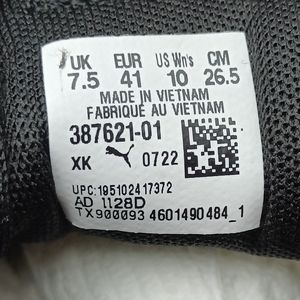 UK EUR US Wn's CM
7.5 41 10 26.5
MADE IN VIETNAM
FABRIQUÉ AU VIETNAM
387621-01
XK 0722
UPC:195102417372
AD 1128D
TX900093 4601490484_1